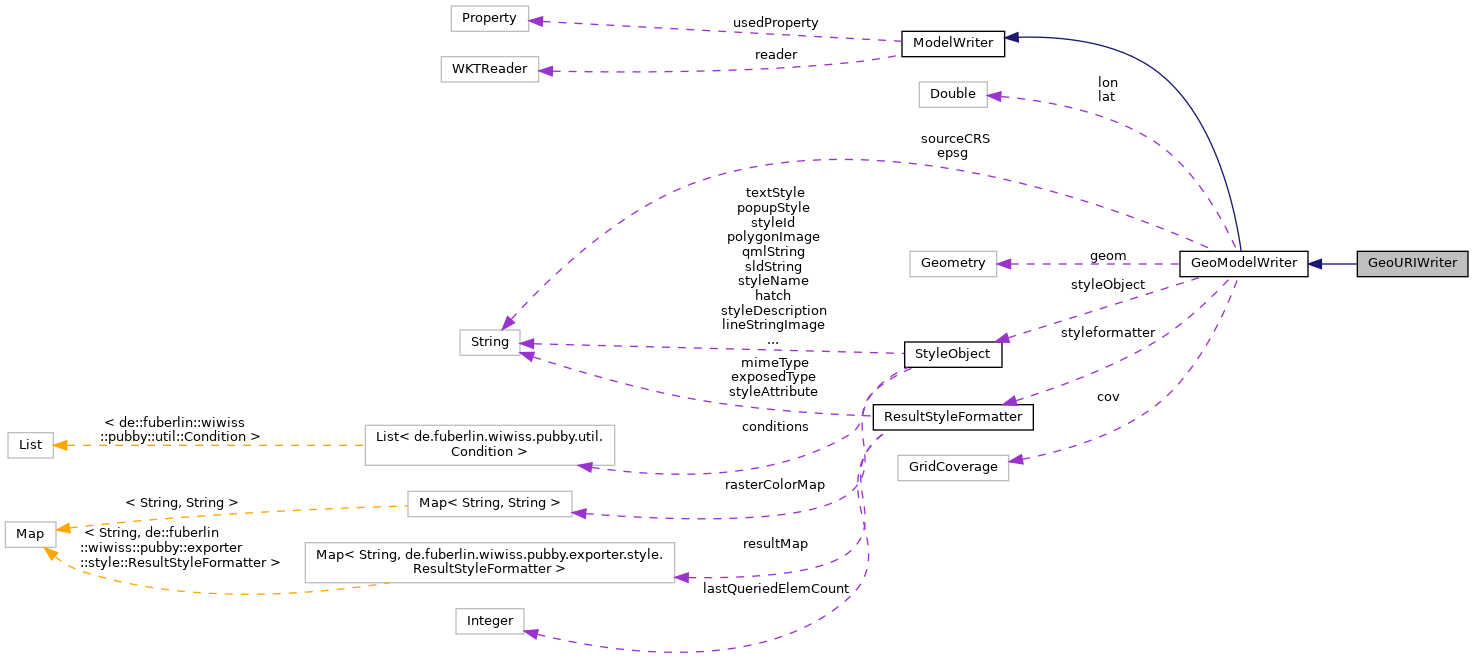 Property
usedProperty
ModelWriter
reader
WKTReader
Double
lon
lat
sourceCRS
epsg
textStyle
popupStyle
styleId
polygonImage
qmlString
sldString
styleName
hatch
styleDescription
lineStringImage
...
Geometry
geom
GeoModelWriter
GeoURIWriter
styleObject
styleformatter
String
StyleObject
mimeType
exposedType
styleAttribute
cov
ResultStyleFormatter
conditions
< de::fuberlin::wiwiss
::pubby::util::Condition >
List
List< de.fuberlin.wiwiss.pubby.util.
Condition >
GridCoverage
rasterColorMap
< String, String >
Map< String, String >
Map
< String, de::fuberlin
::wiwiss::pubby::exporter
::style::ResultStyleFormatter >
resultMap
Map< String, de.fuberlin.wiwiss.pubby.exporter.style.
ResultStyleFormatter >
lastQueriedElemCount
Integer